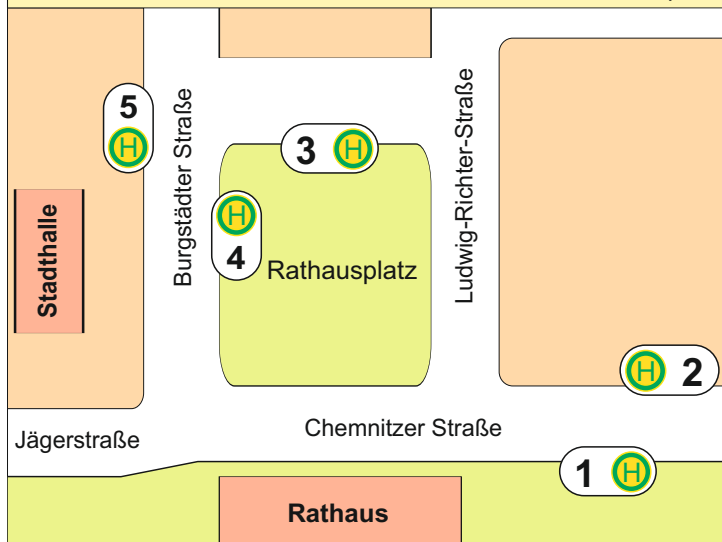 5
H
Burgstädter Straße
3 H
Ludwig-Richter-Straße
H
4
Rathausplatz
Stadthalle
H 2
Jägerstraße
Chemnitzer Straße
1 H
Rathaus